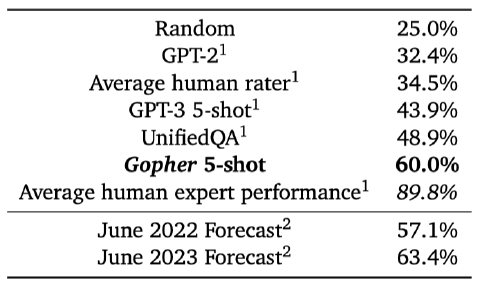 Random 25.0%
GPT-2¹ 32.4%
Average human rater¹ 34.5%
GPT-3 5-shot¹ 43.9%
UnifiedQA¹ 48.9%
Gopher 5-shot 60.0%
Average human expert performance¹ 89.8%
June 2022 Forecast² 57.1%
June 2023 Forecast² 63.4%